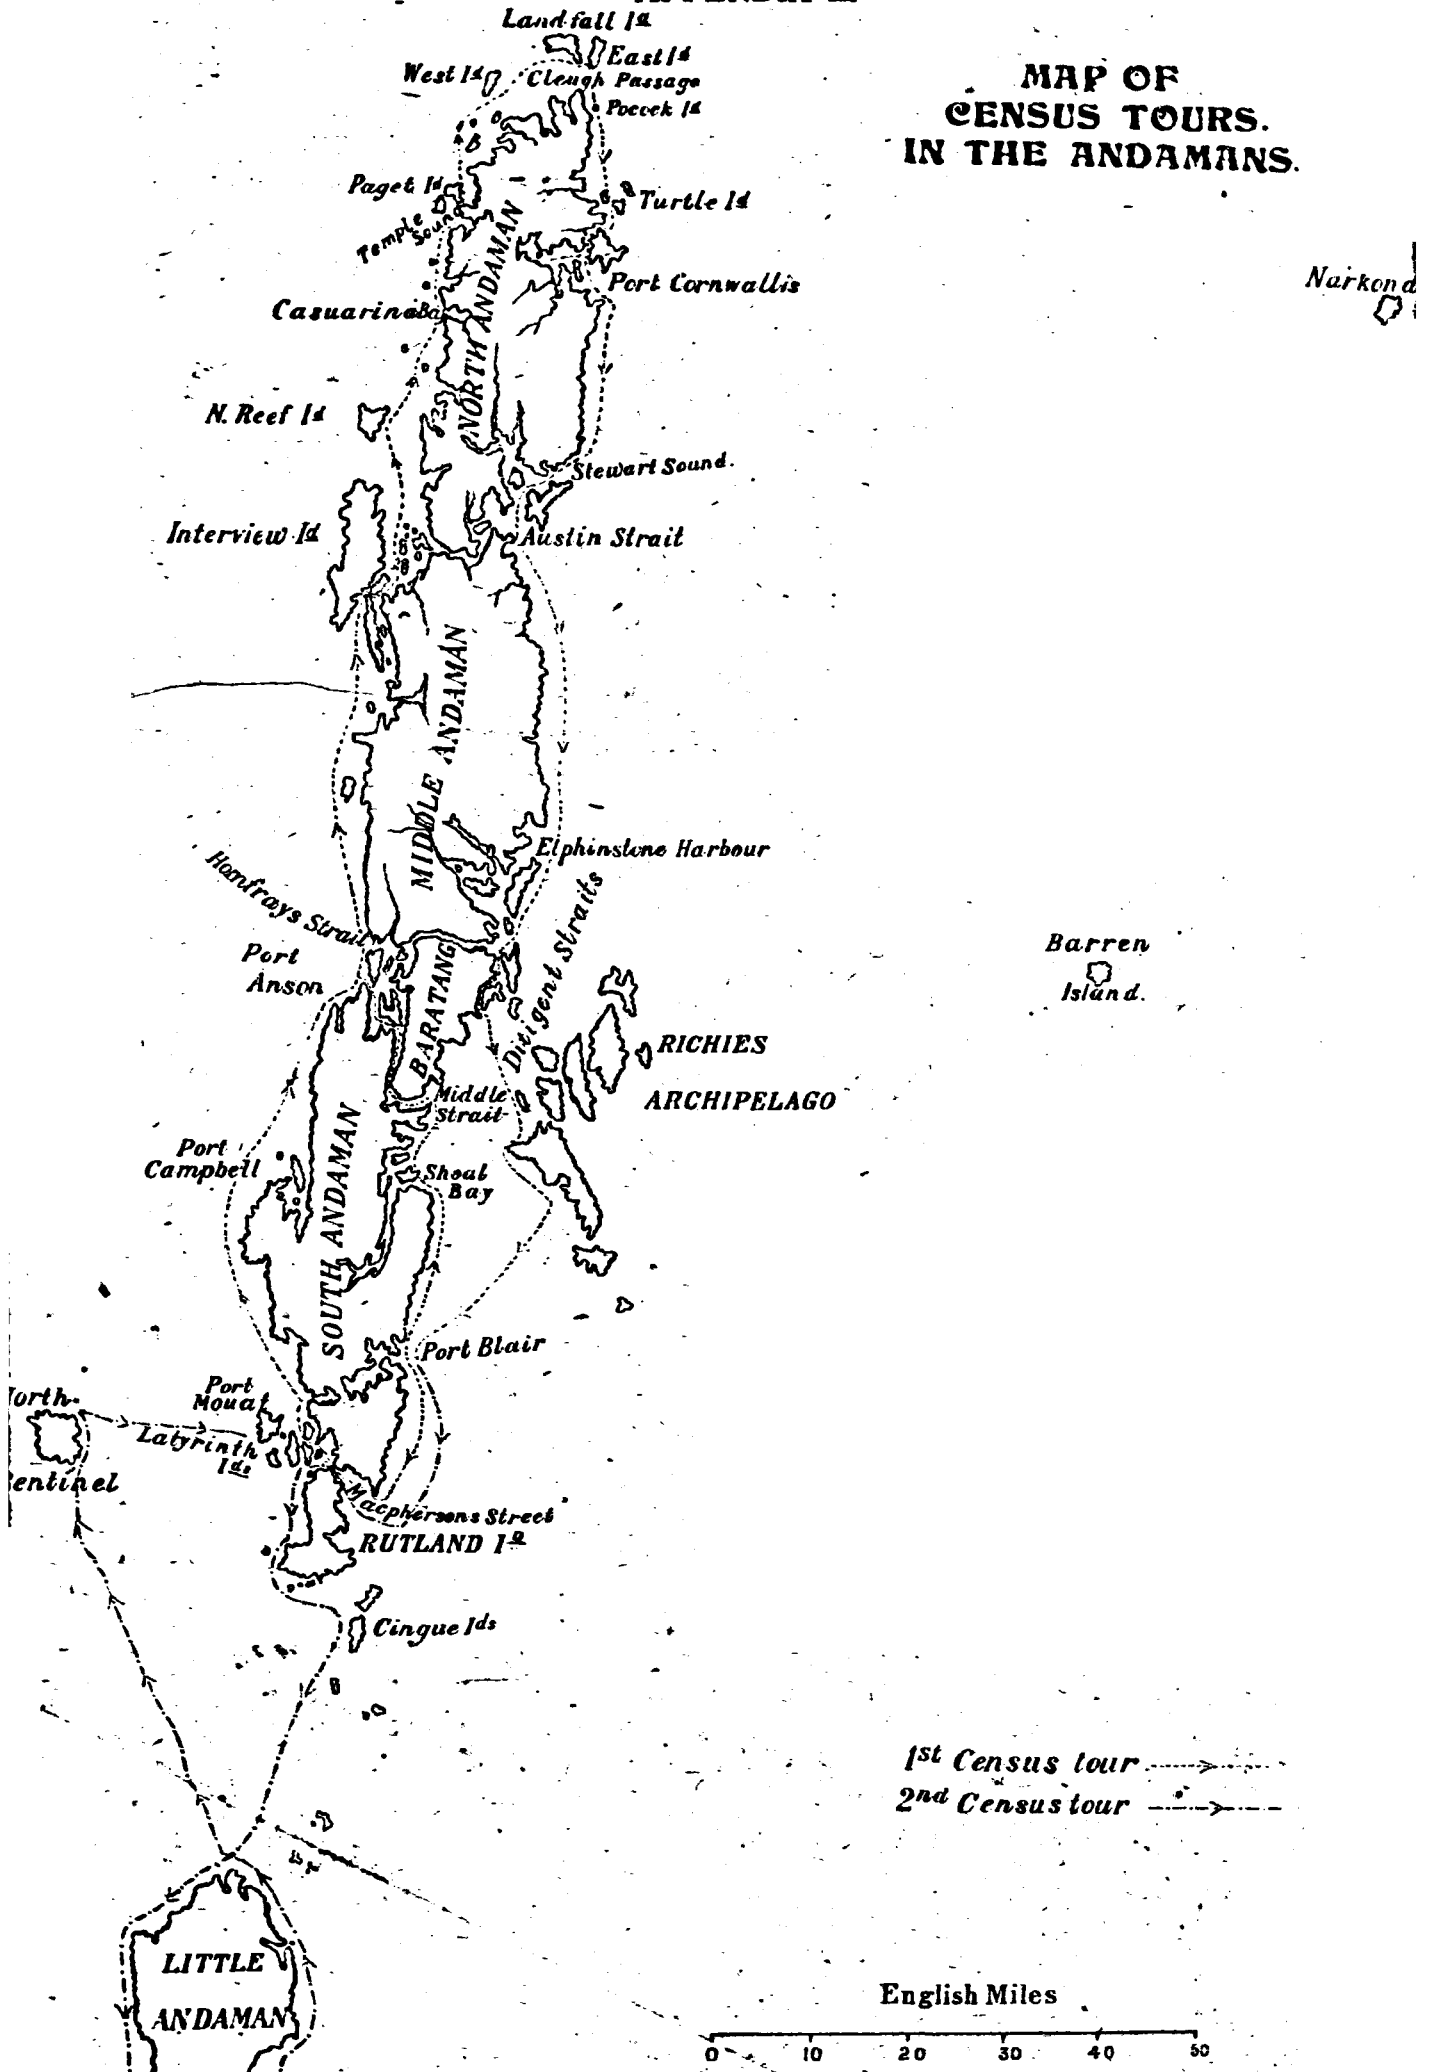 MAP OF
CENSUS TOURS.
IN THE ANDAMANS.
Landfall Id
East Id
West Id
Cleugh Passage
Pocock Id
Paget Id
Turtle Id
Temple
Sound
NORTH ANDAMAN
Port Cornwallis
Narkond
Casuarina Ba
N. Reef Id
Stewart Sound.
Interview Id
Austin Strait
MIDDLE ANDAMAN
Elphinstone Harbour
Homfrays Strait
Diligent Straits
Port
Anson
BARATANG
Barren
Island.
RICHIES
ARCHIPELAGO
Middle
Strait
SOUTH ANDAMAN
Port
Campbell
Shoal
Bay
Port Blair
Port
Mouat
orth
entinel
Labyrinth
Ids
Macphersons Street
RUTLAND Id
Cingue Ids
1st Census tour
2nd Census tour
LITTLE
ANDAMAN
English Miles
0 10 20 30 40 50